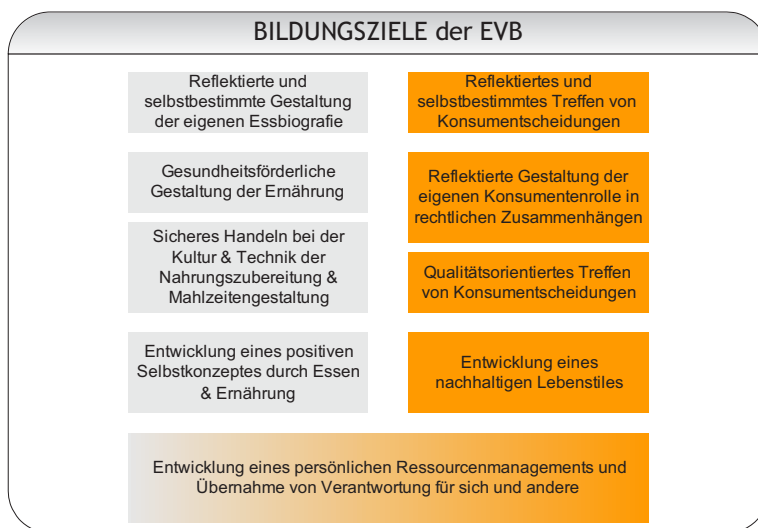 BILDUNGSZIELE der EVB
Reflektierte und
selbstbestimmte Gestaltung
der eigenen Essbiografie
Gesundheitsförderliche
Gestaltung der Ernährung
Sicheres Handeln bei der
Kultur & Technik der
Nahrungszubereitung &
Mahlzeitengestaltung
Entwicklung eines positiven
Selbstkonzeptes durch Essen
& Ernährung
Reflektiertes und
selbstbestimmtes Treffen von
Konsumentscheidungen
Reflektierte Gestaltung der
eigenen Konsumentenrolle in
rechtlichen Zusammenhängen
Qualitätsorientiertes Treffen
von Konsumentscheidungen
Entwicklung eines
nachhaltigen Lebenstiles
Entwicklung eines persönlichen Ressourcenmanagements und
Übernahme von Verantwortung für sich und andere